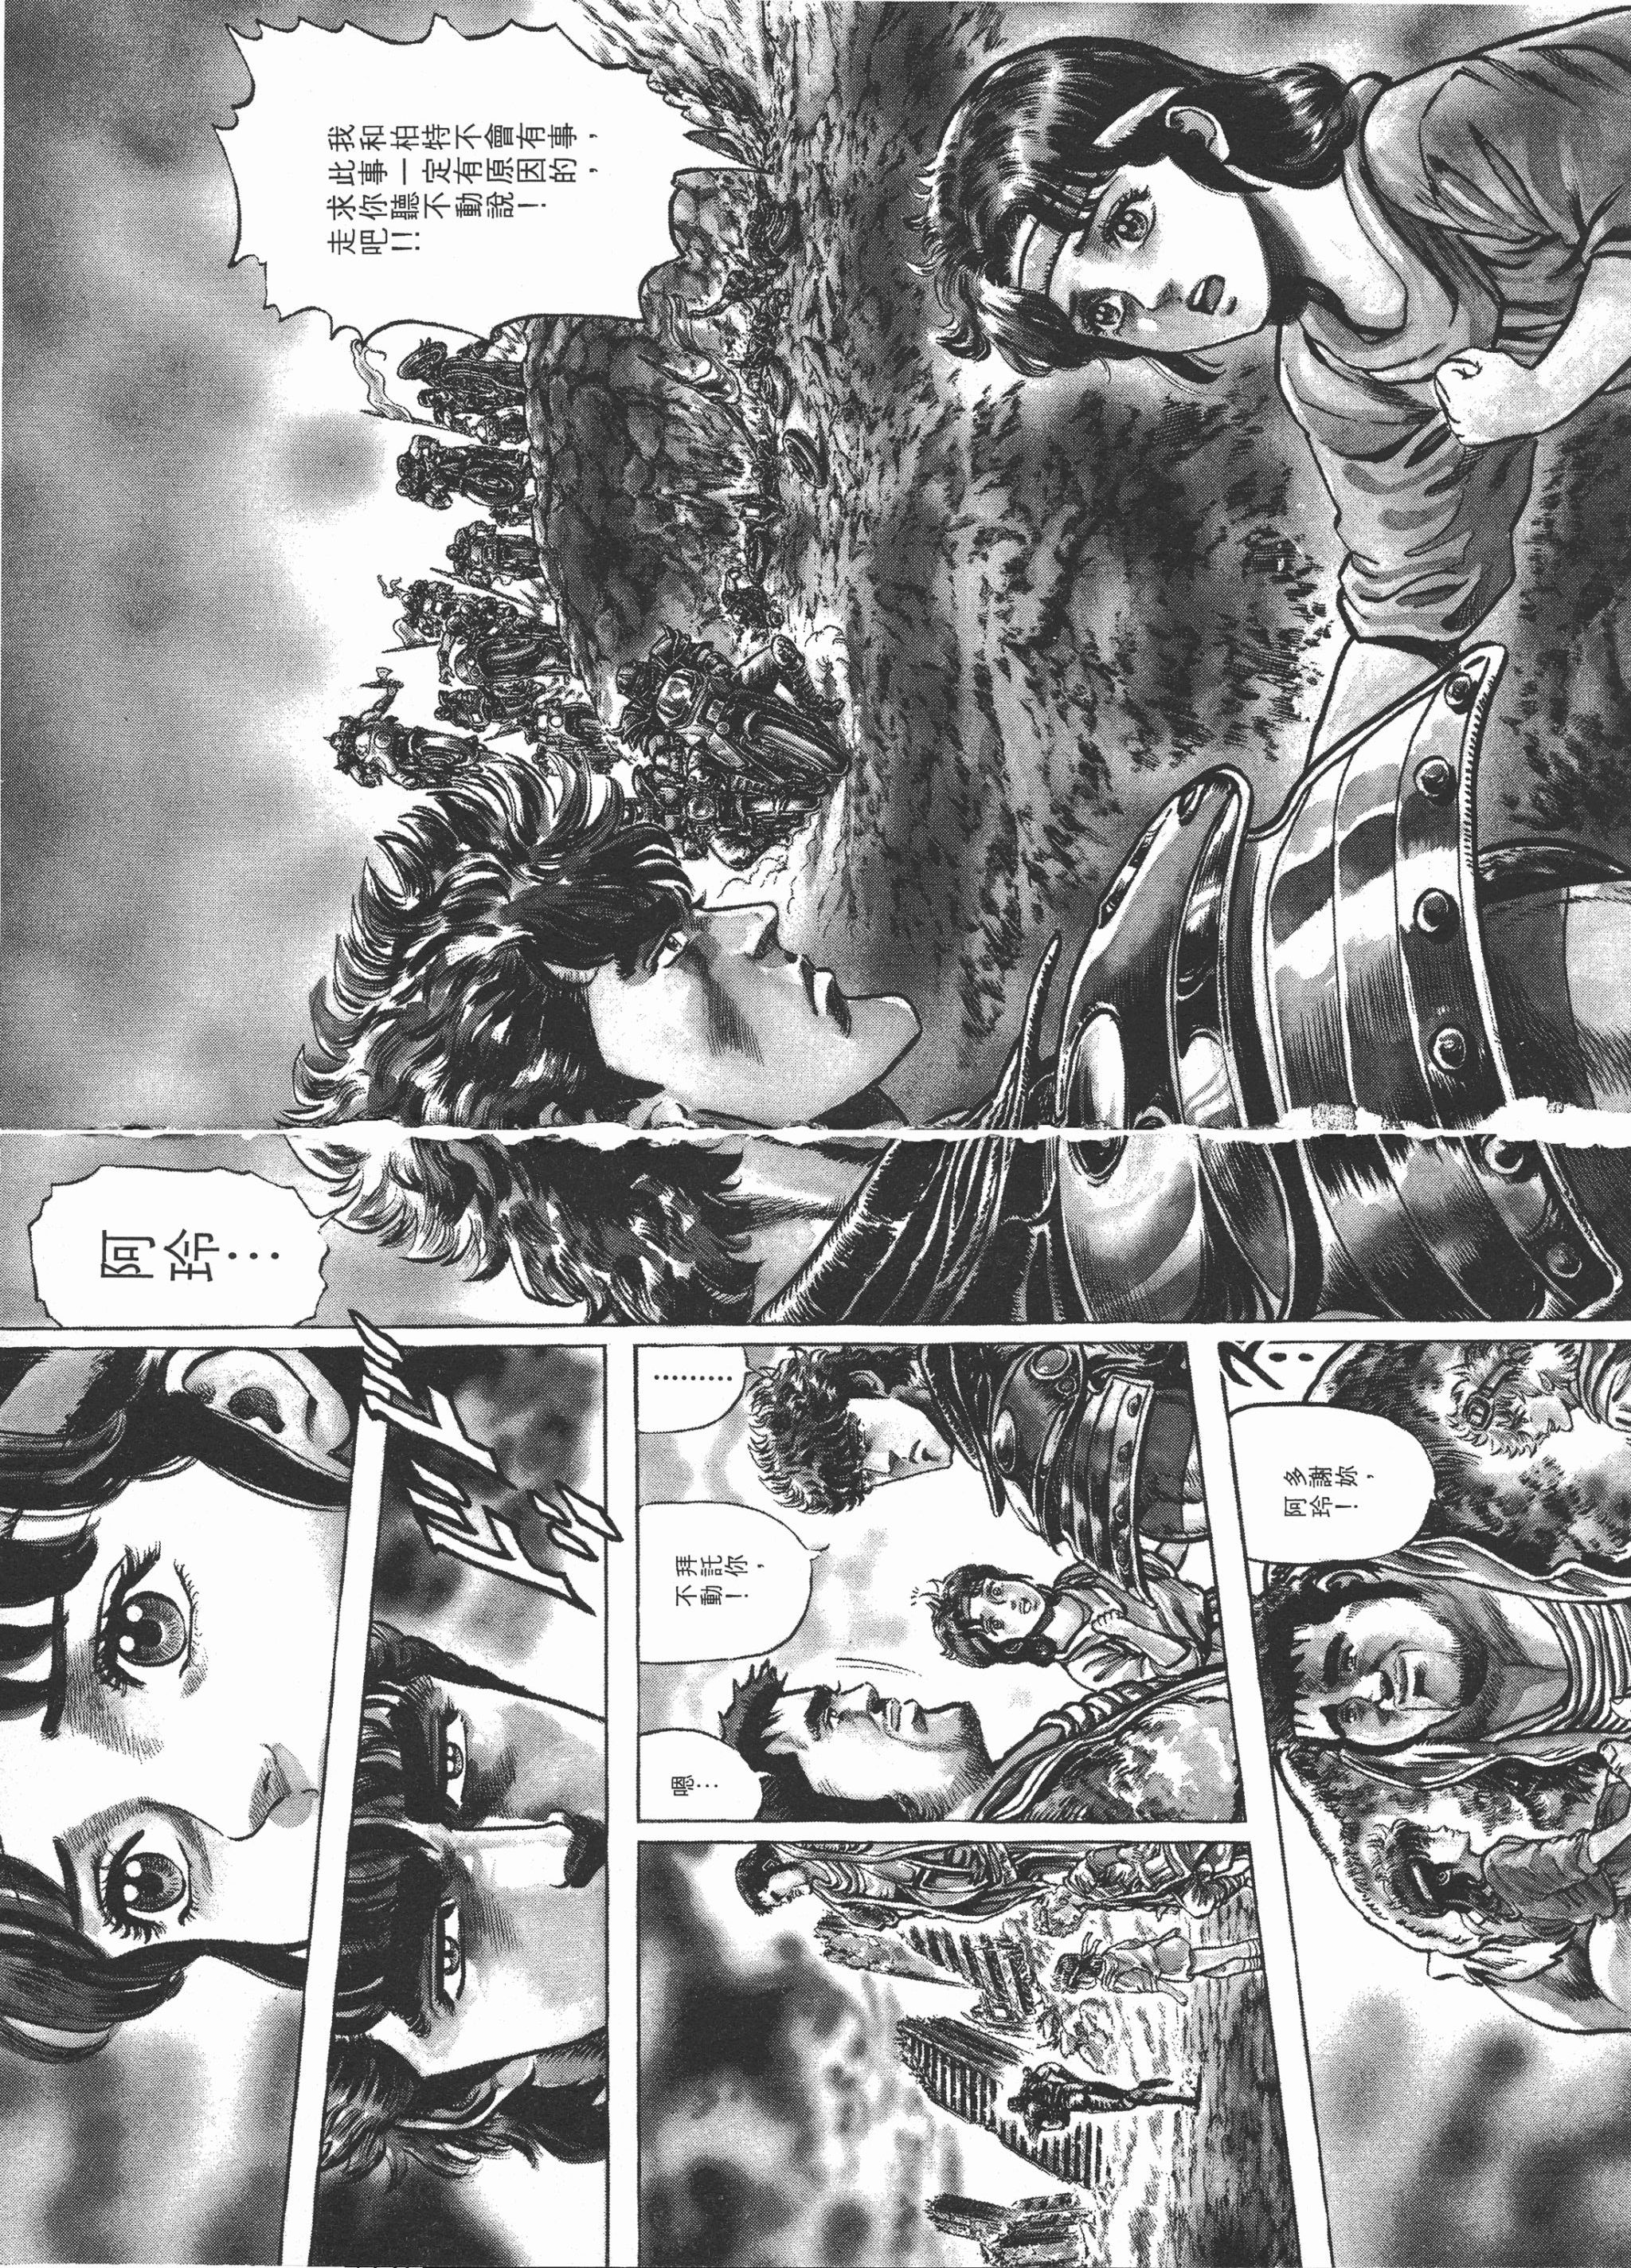 我和柏特不會有事，
此事一定有原因的，
求你聽不動說！
走吧!!
阿玲…
…………
拜託你，
不動！
嗯…
多謝妳，
阿玲！